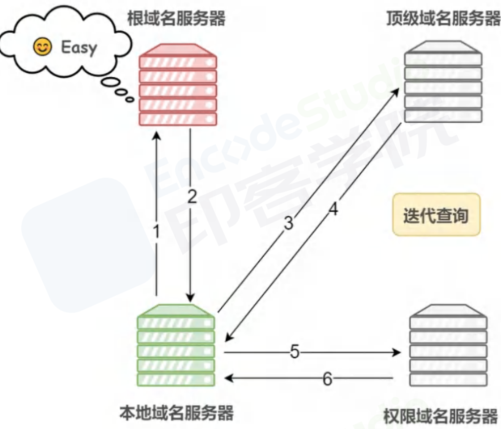 根域名服务器
顶级域名服务器
😊 Easy
EncodeStudio
印客学院
1
2
3
4
迭代查询
5
6
本地域名服务器
权限域名服务器